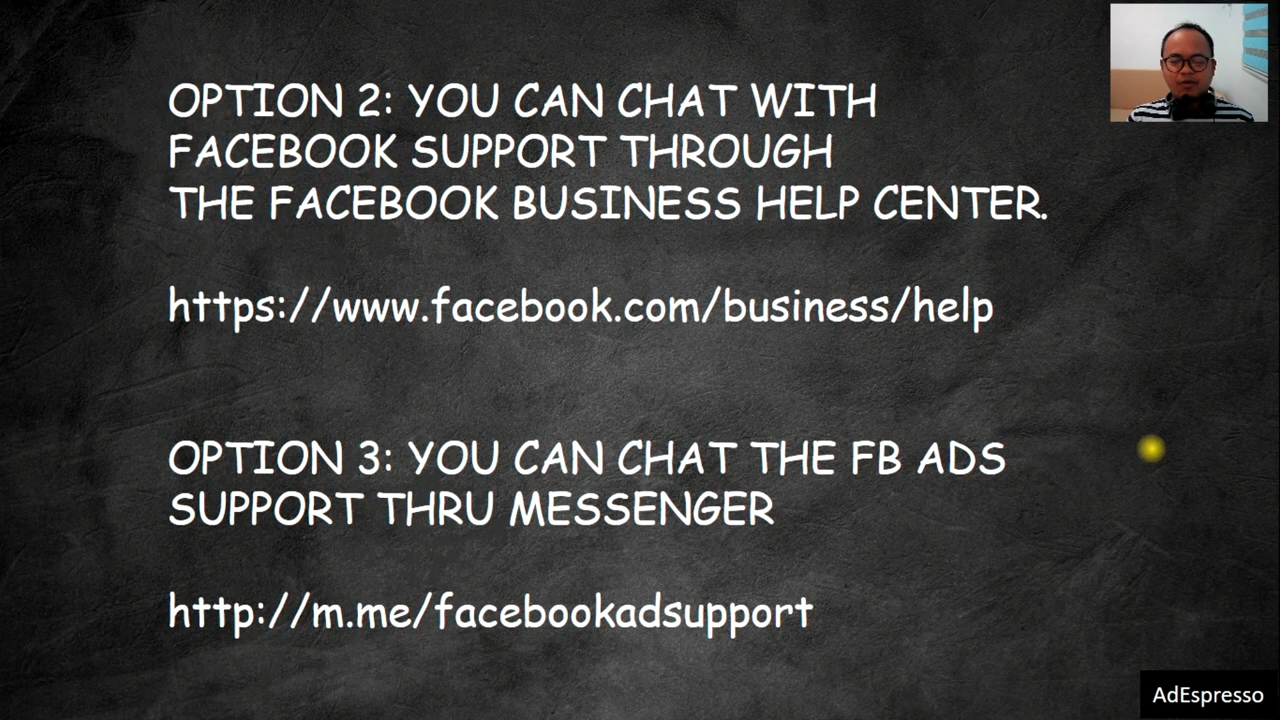 OPTION 2: YOU CAN CHAT WITH
FACEBOOK SUPPORT THROUGH
THE FACEBOOK BUSINESS HELP CENTER.
https://www.facebook.com/business/help
OPTION 3: YOU CAN CHAT THE FB ADS
SUPPORT THRU MESSENGER
http://m.me/facebookadsupport
AdEspresso